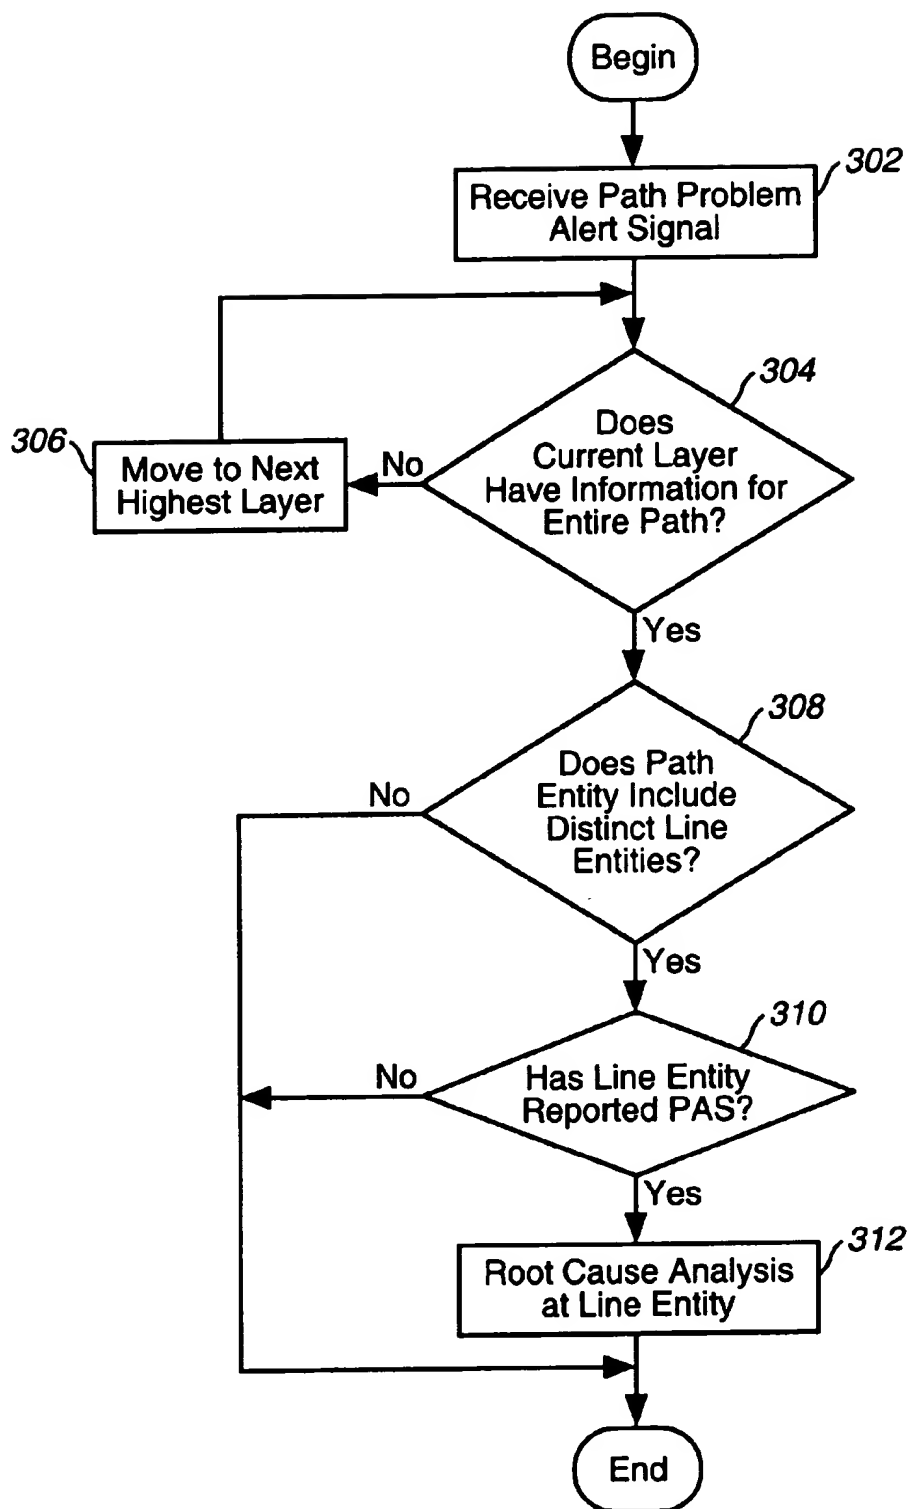 Begin
302
Receive Path Problem
Alert Signal
304
Does
Current Layer
Have Information for
Entire Path?
No
306
Move to Next
Highest Layer
Yes
308
Does Path
Entity Include
Distinct Line
Entities?
No
Yes
310
Has Line Entity
Reported PAS?
No
Yes
312
Root Cause Analysis
at Line Entity
End